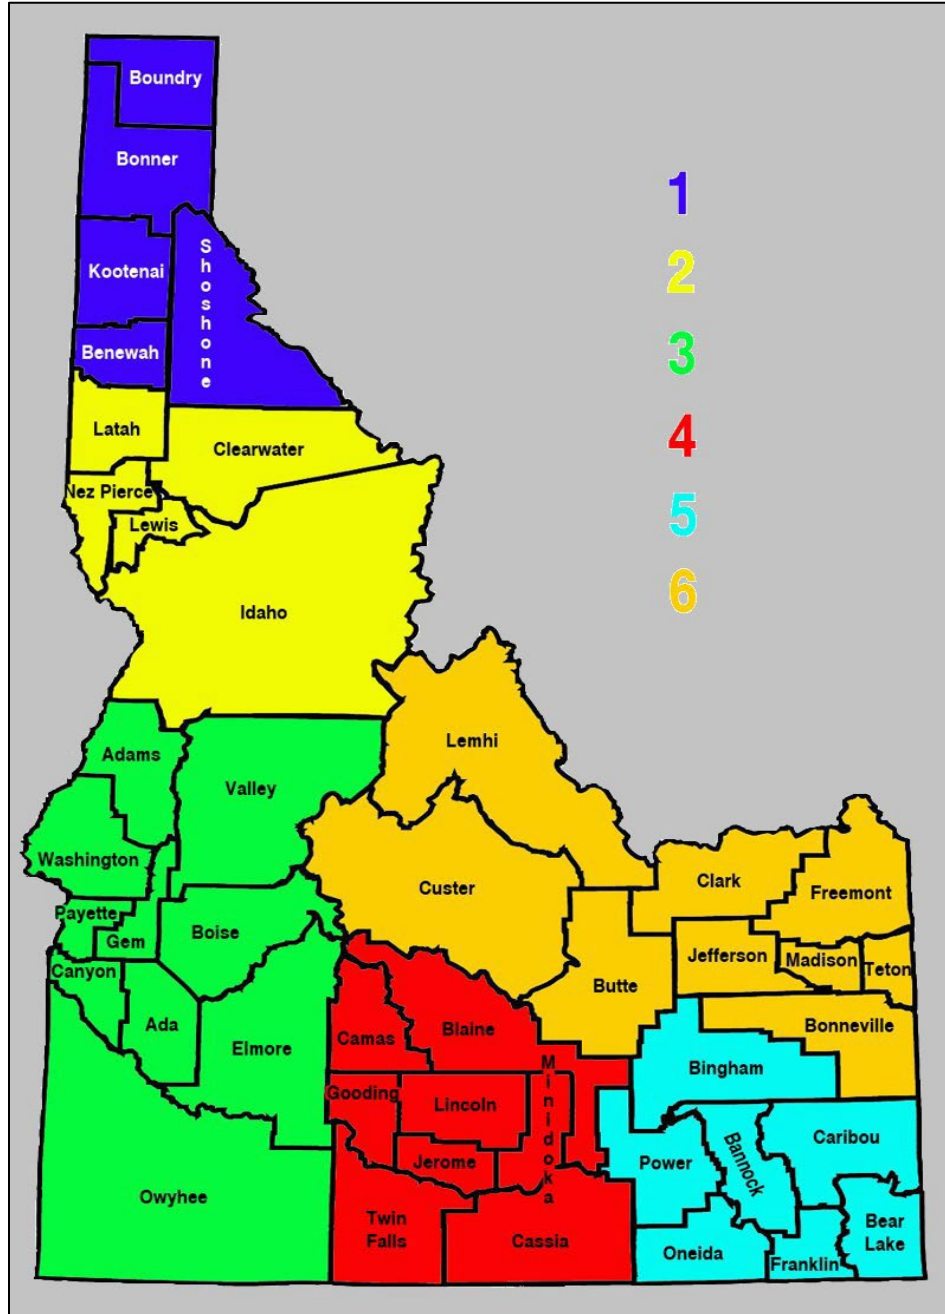 Boundry
Bonner
1
Shoshone
Kootenai
2
Benewah
3
Latah
4
Clearwater
Nez Pierce
Lewis
5
6
Idaho
Lemhi
Adams
Valley
Washington
Custer
Clark
Freemont
Payette
Gem
Boise
Jefferson
Madison
Teton
Canyon
Butte
Ada
Elmore
Camas
Blaine
Bonneville
Minidoka
Bingham
Gooding
Lincoln
Jerome
Power
Bannock
Caribou
Owyhee
Twin
Falls
Cassia
Oneida
Franklin
Bear
Lake